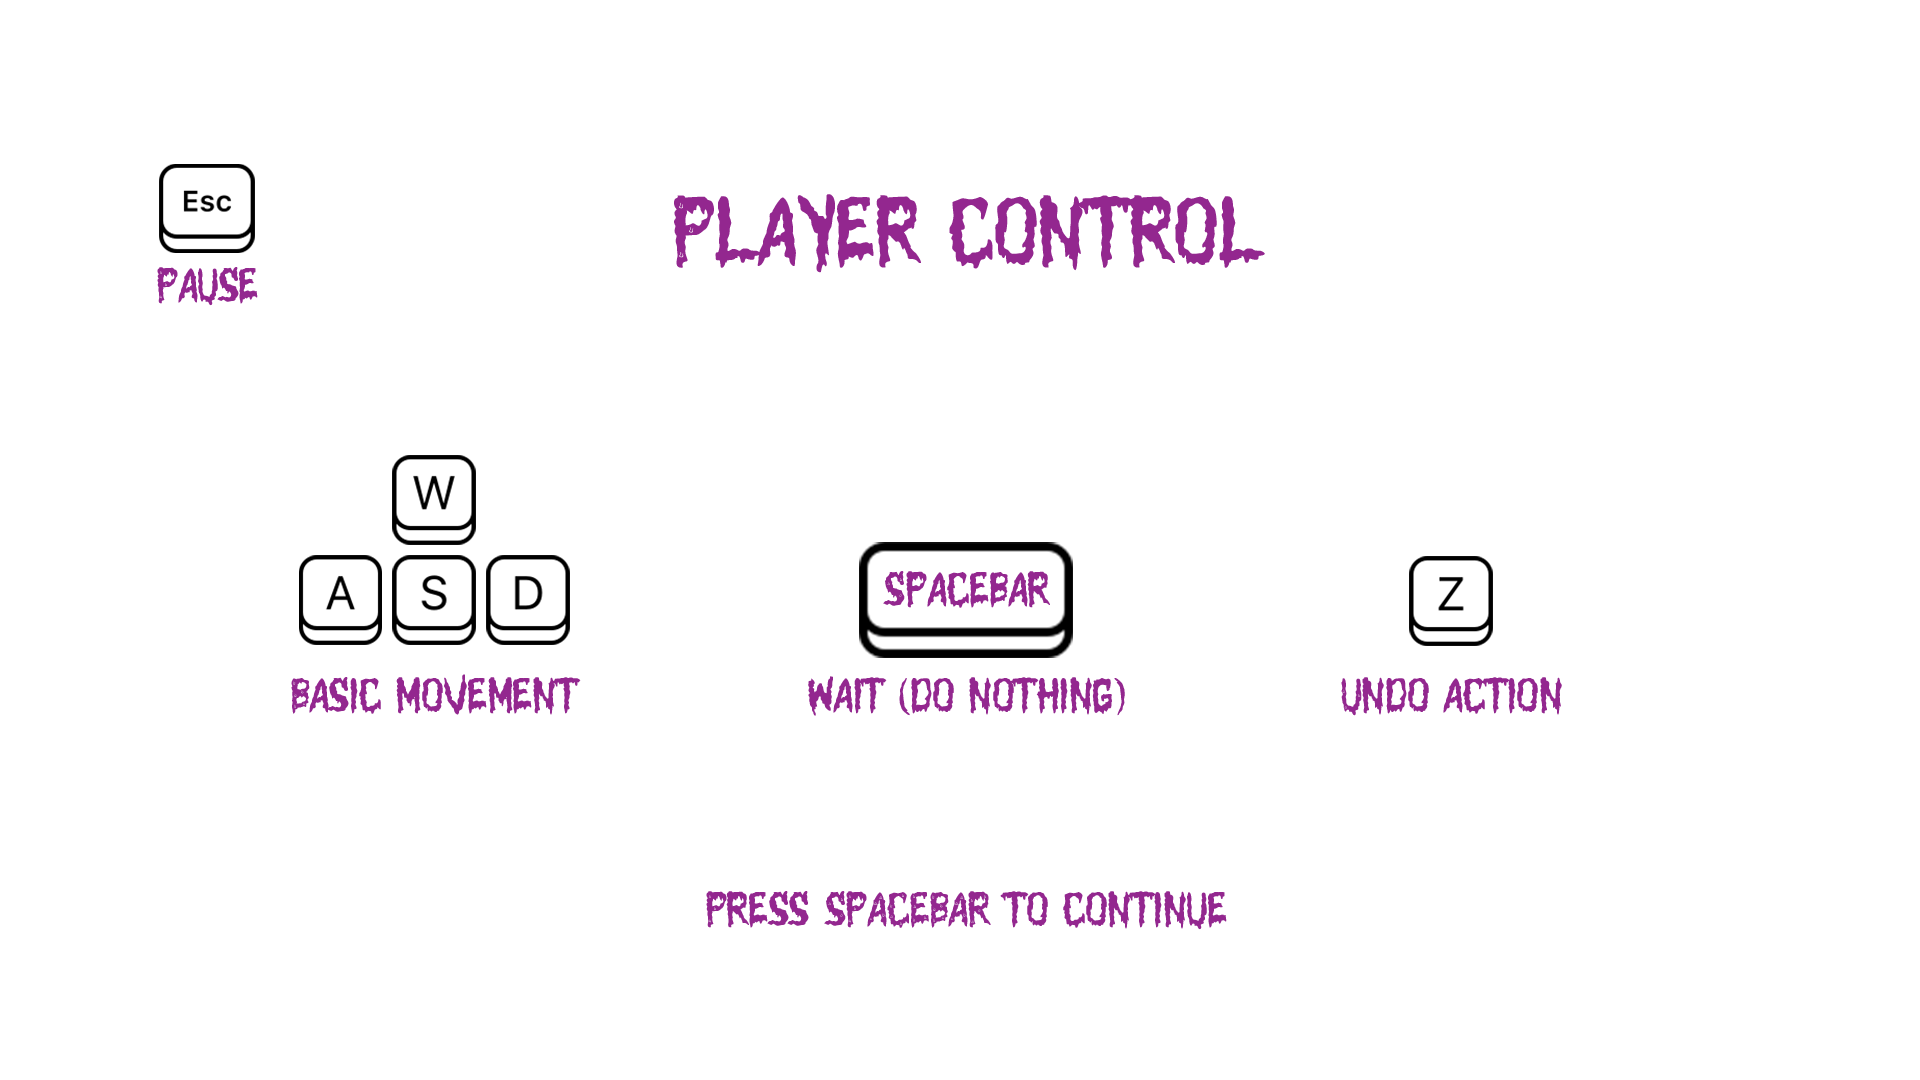 Esc
PAUSE
PLAYER CONTROL
W
A S D
BASIC MOVEMENT
SPACEBAR
WAIT (DO NOTHING)
Z
UNDO ACTION
PRESS SPACEBAR TO CONTINUE